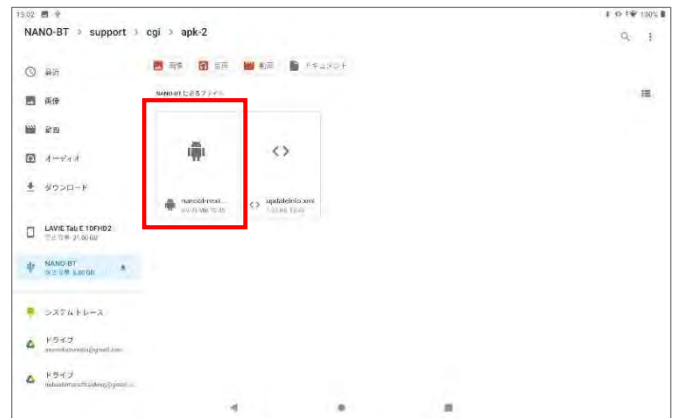 15:02
100%
NANO-BT > support > cgi > apk-2
最近
画像
動画
オーディオ
ダウンロード
LAVIE Tab E 10FHD2
NANO-BT
システムトレース
ドライブ
ドライブ
画像
音声
動画
ドキュメント
NANO-BT にあるファイル
updateinfo.xml